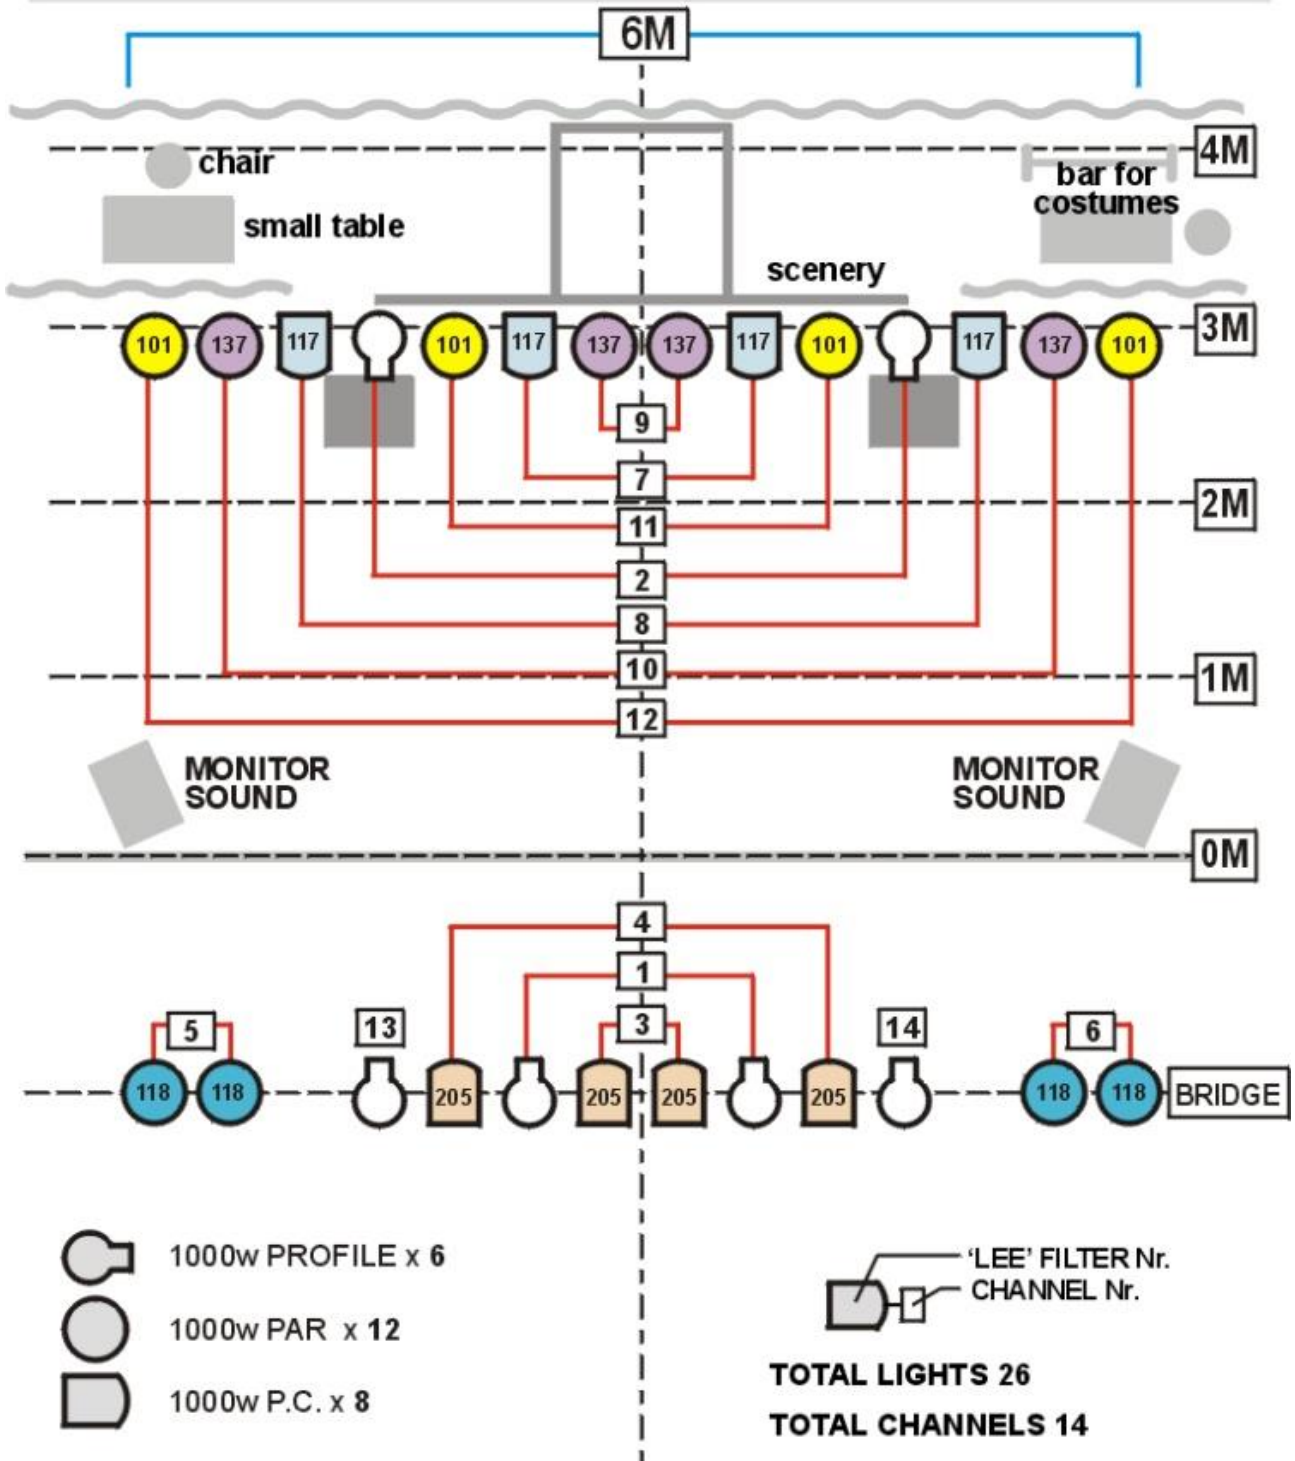 6M
4M
chair
bar for
costumes
small table
scenery
3M
101 137 117 101 117 137 137 117 101 117 137 101
9
7
2M
11
2
8
10
1M
12
MONITOR
SOUND
MONITOR
SOUND
0M
4
1
5 13 3 14 6
118 118 205 205 205 205 118 118 BRIDGE
1000w PROFILE x 6
'LEE' FILTER Nr.
CHANNEL Nr.
1000w PAR x 12
TOTAL LIGHTS 26
1000w P.C. x 8
TOTAL CHANNELS 14